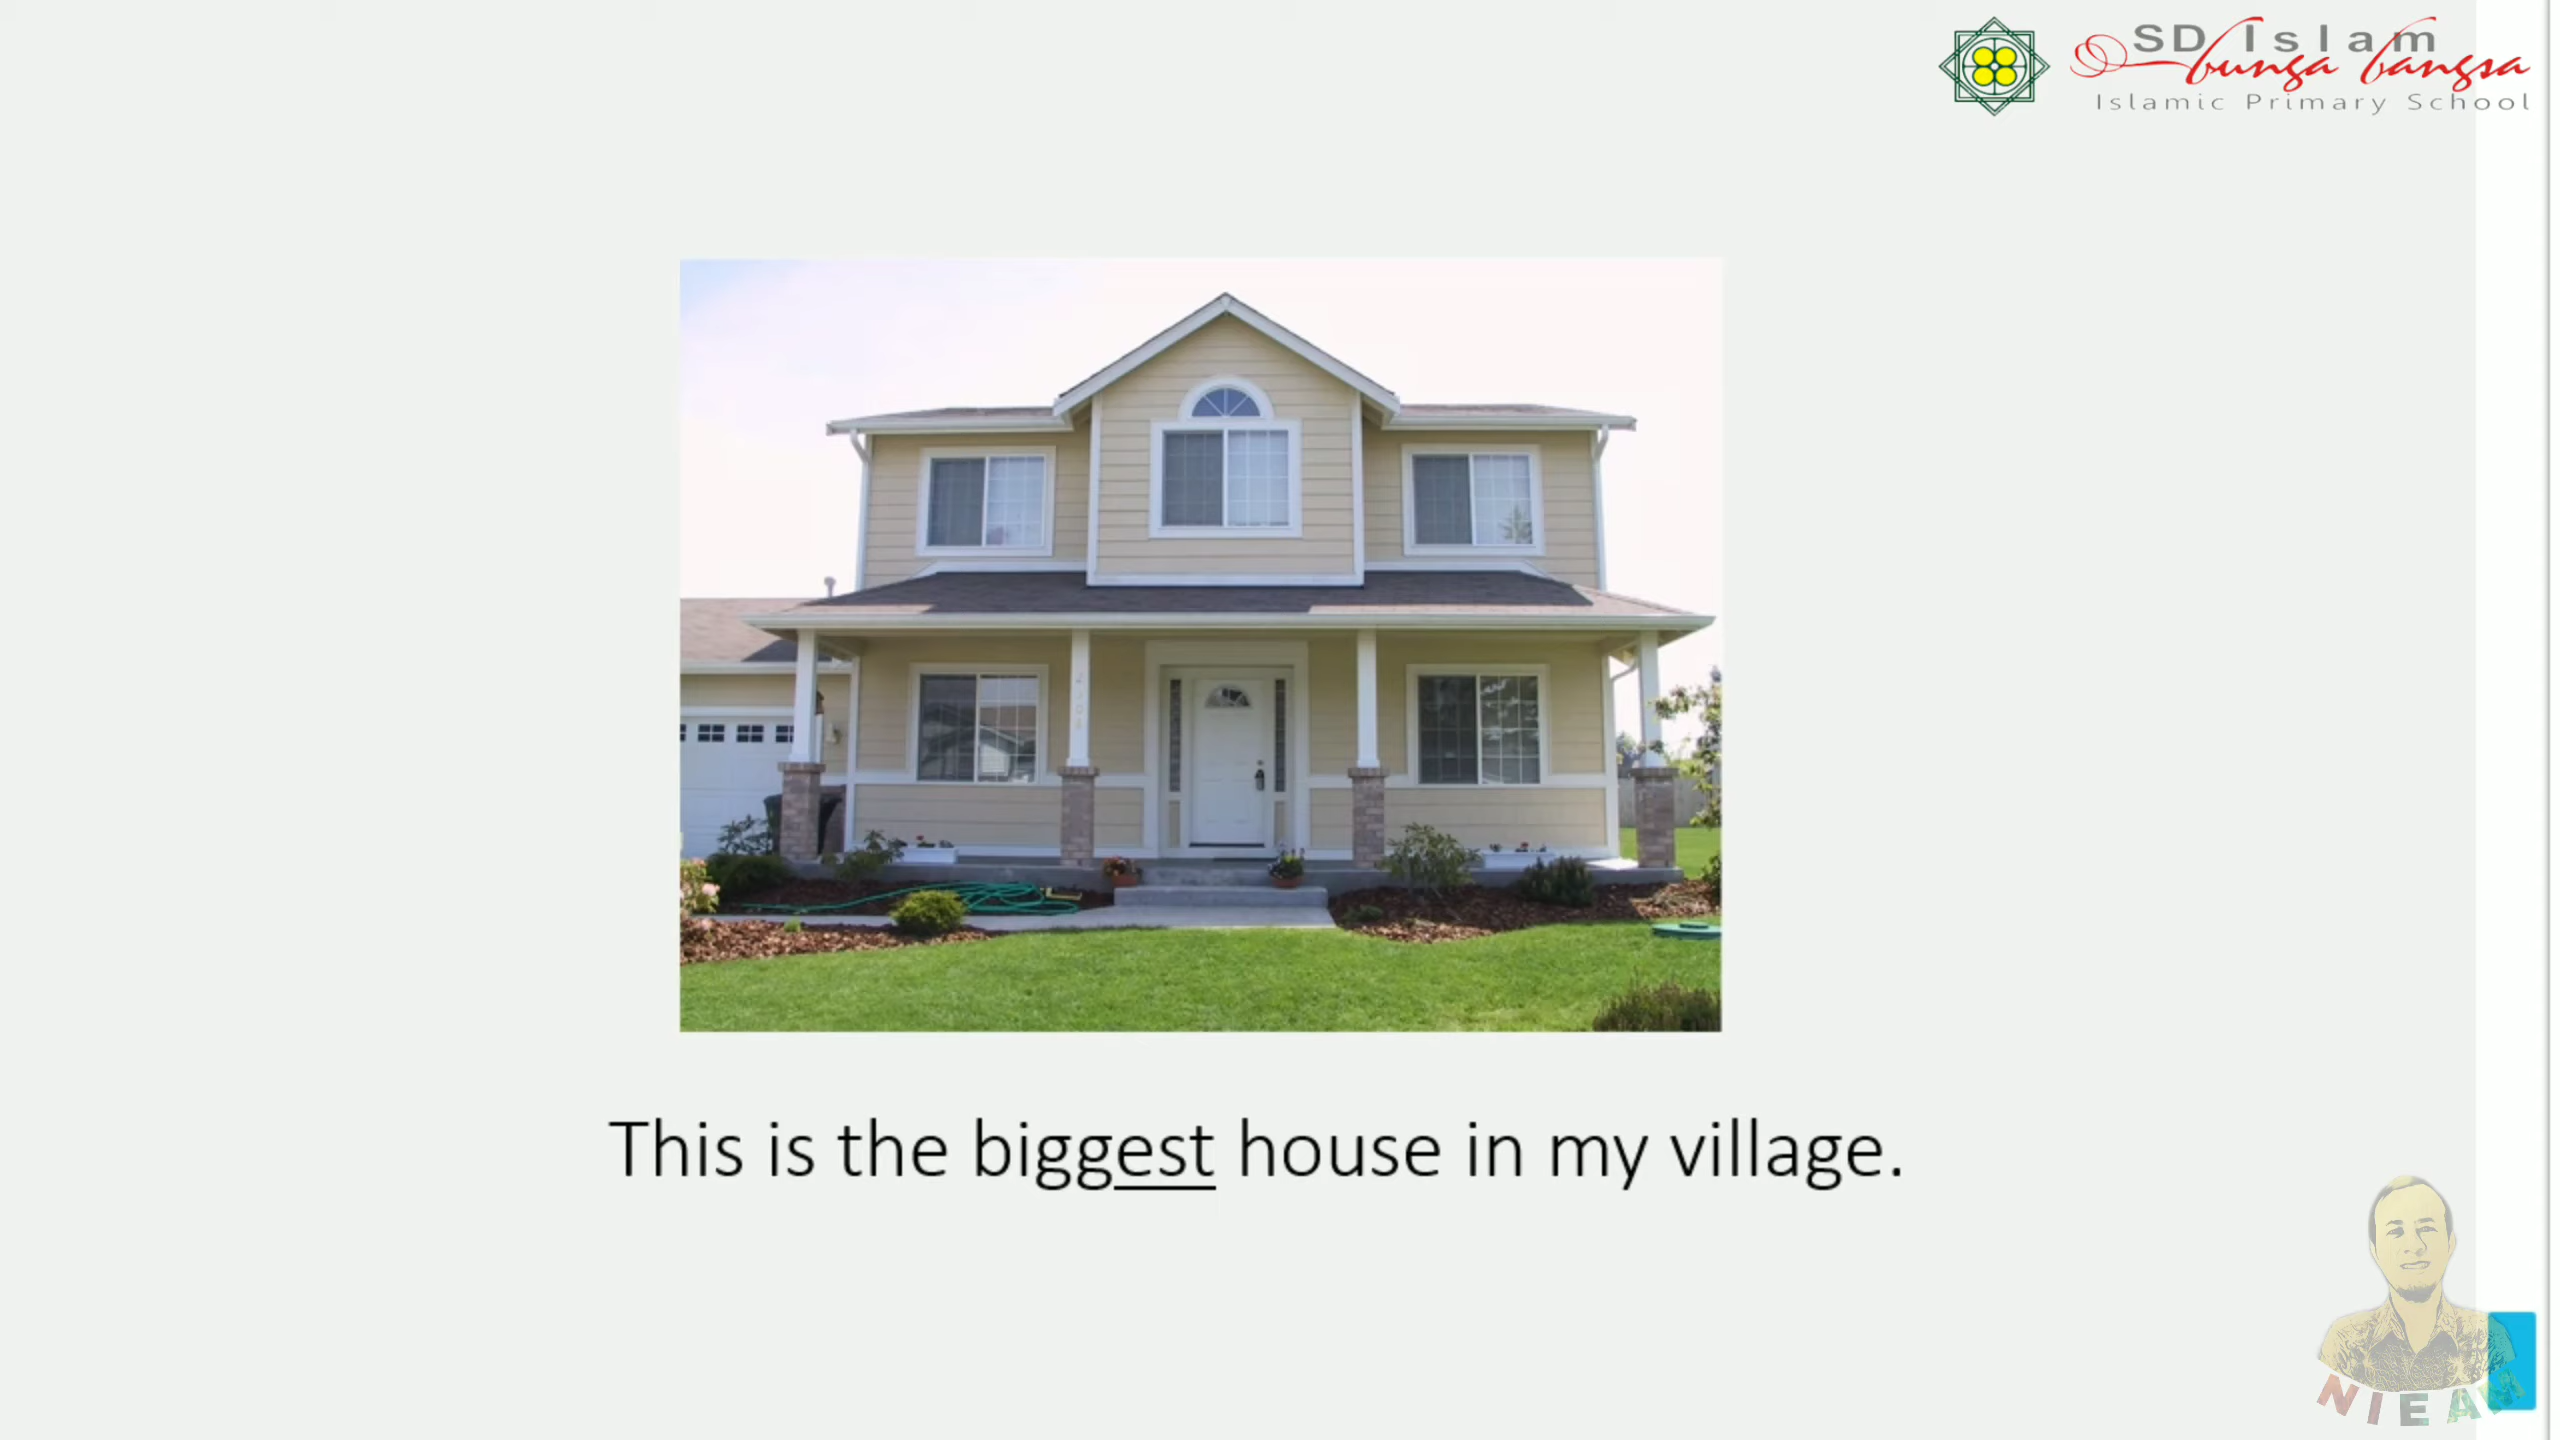 SD Islam
bunga bangsa
Islamic Primary School
This is the biggest house in my village.